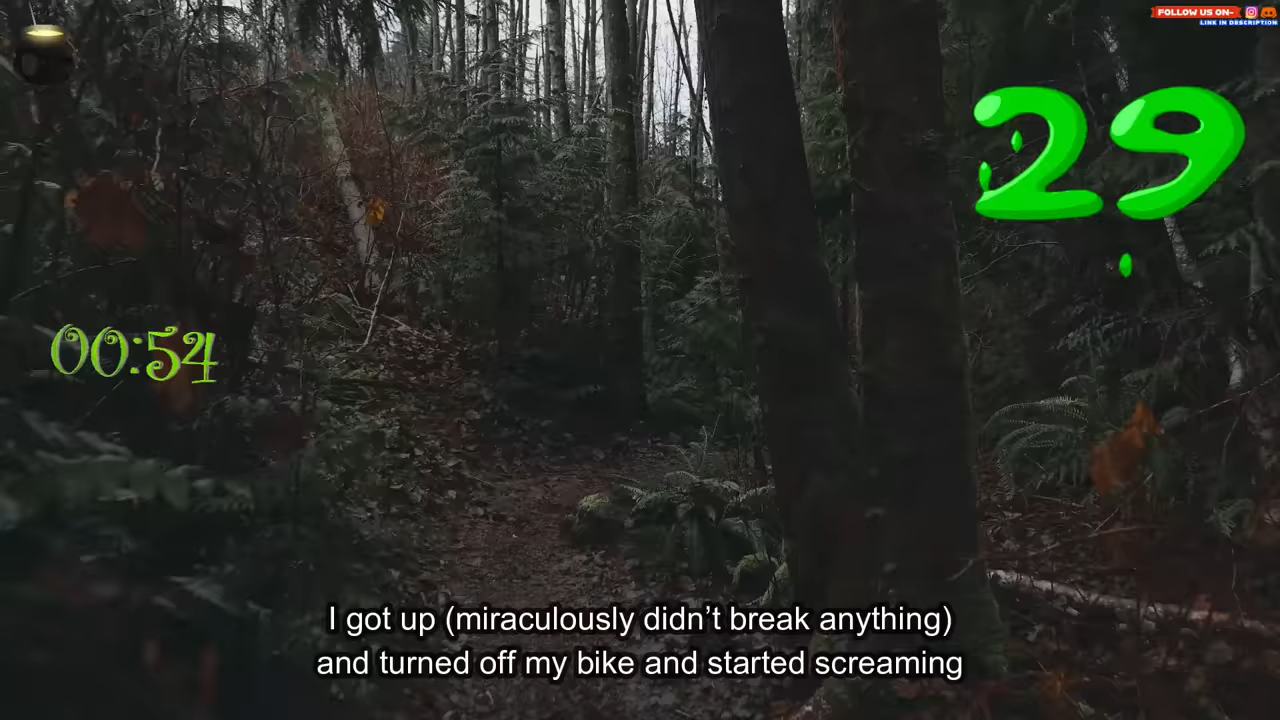 FOLLOW US ON-
LINK IN DESCRIPTION
29
00:54
I got up (miraculously didn’t break anything)
and turned off my bike and started screaming